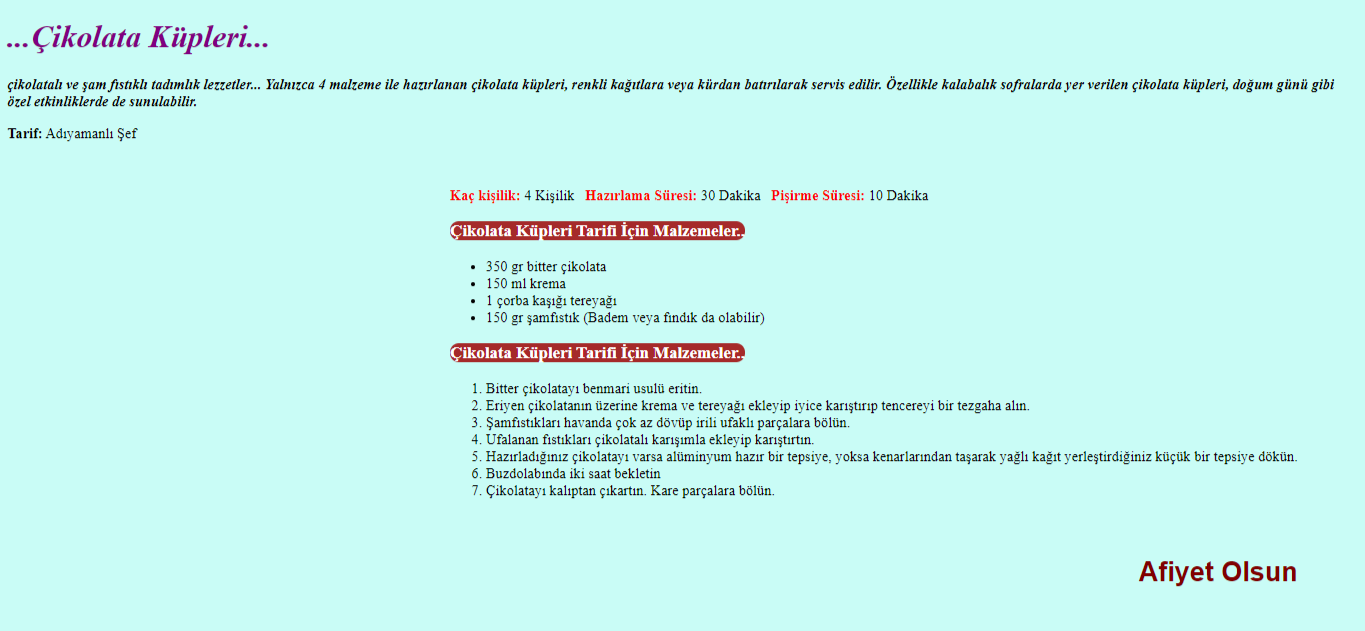 ...Çikolata Küpleri...
çikolatalı ve şam fıstıklı tadımlık lezzetler... Yalnızca 4 malzeme ile hazırlanan çikolata küpleri, renkli kağıtlara veya kürdan batırılarak servis edilir. Özellikle kalabalık sofralarda yer verilen çikolata küpleri, doğum günü gibi
özel etkinliklerde de sunulabilir.
Tarif: Adıyamanlı Şef
Kaç kişilik: 4 Kişilik Hazırlama Süresi: 30 Dakika Pişirme Süresi: 10 Dakika
Çikolata Küpleri Tarifi İçin Malzemeler..
• 350 gr bitter çikolata
• 150 ml krema
• 1 çorba kaşığı tereyağı
• 150 gr şamfıstık (Badem veya fındık da olabilir)
Çikolata Küpleri Tarifi İçin Malzemeler..
1. Bitter çikolatayı benmari usulü eritin.
2. Eriyen çikolatanın üzerine krema ve tereyağı ekleyip iyice karıştırıp tencereyi bir tezgaha alın.
3. Şamfıstıkları havanda çok az dövüp irili ufaklı parçalara bölün.
4. Ufalanan fıstıkları çikolatalı karışımla ekleyip karıştırtın.
5. Hazırladığınız çikolatayı varsa alüminyum hazır bir tepsiye, yoksa kenarlarından taşarak yağlı kağıt yerleştirdiğiniz küçük bir tepsiye dökün.
6. Buzdolabında iki saat bekletin
7. Çikolatayı kalıptan çıkartın. Kare parçalara bölün.
Afiyet Olsun